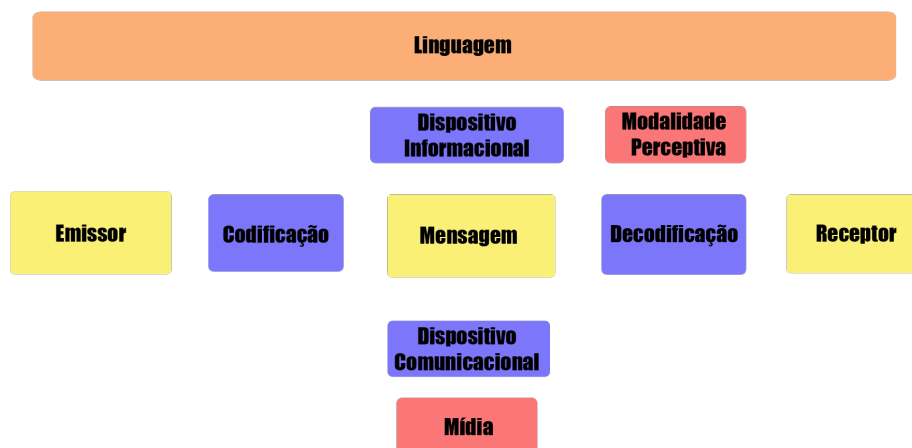 Linguagem
Dispositivo
Informacional
Modalidade
Perceptiva
Emissor
Codificação
Mensagem
Decodificação
Receptor
Dispositivo
Comunicacional
Mídia